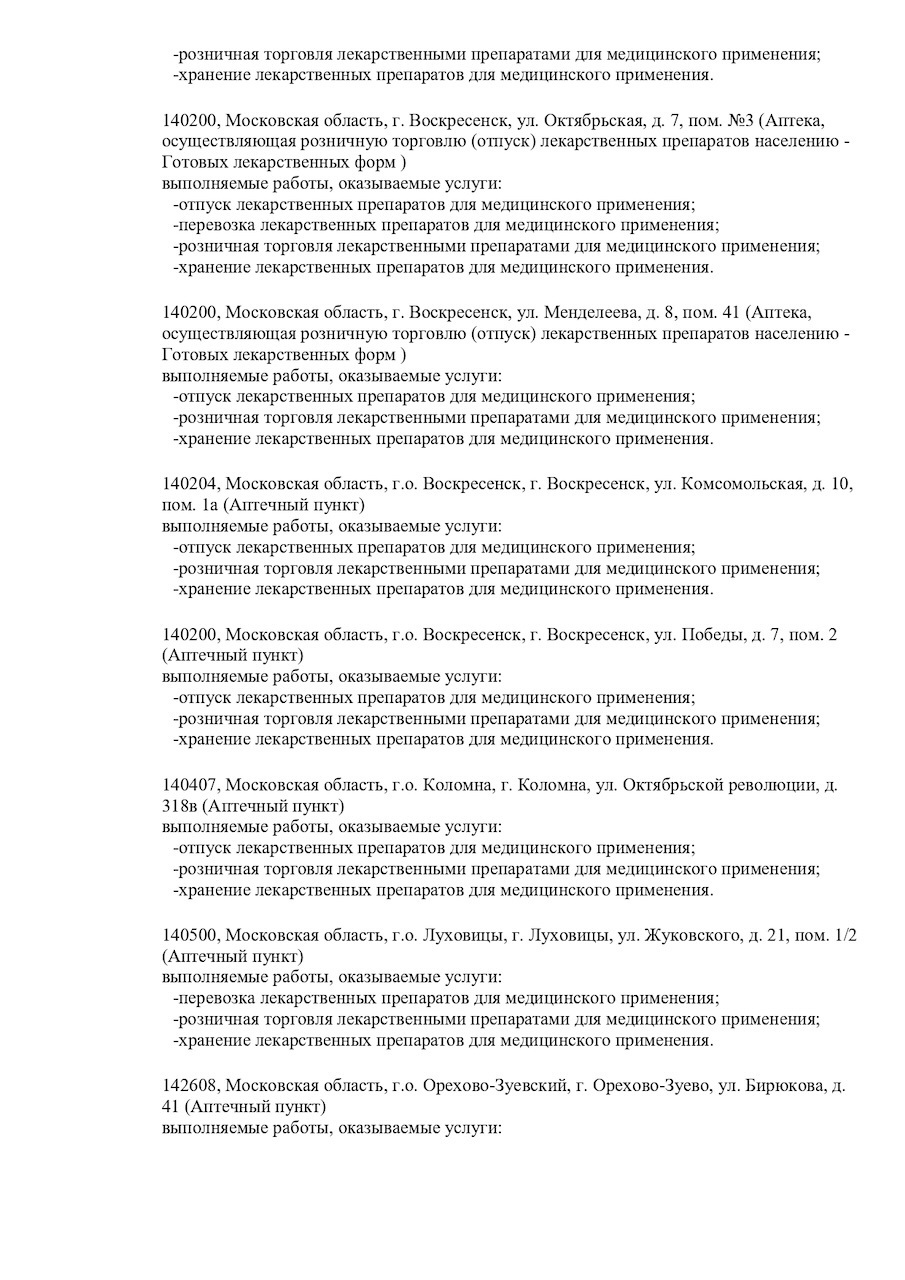 -розничная торговля лекарственными препаратами для медицинского применения;
-хранение лекарственных препаратов для медицинского применения.
140200, Московская область, г. Воскресенск, ул. Октябрьская, д. 7, пом. №3 (Аптека,
осуществляющая розничную торговлю (отпуск) лекарственных препаратов населению -
Готовых лекарственных форм )
выполняемые работы, оказываемые услуги:
-отпуск лекарственных препаратов для медицинского применения;
-перевозка лекарственных препаратов для медицинского применения;
-розничная торговля лекарственными препаратами для медицинского применения;
-хранение лекарственных препаратов для медицинского применения.
140200, Московская область, г. Воскресенск, ул. Менделеева, д. 8, пом. 41 (Аптека,
осуществляющая розничную торговлю (отпуск) лекарственных препаратов населению -
Готовых лекарственных форм )
выполняемые работы, оказываемые услуги:
-отпуск лекарственных препаратов для медицинского применения;
-розничная торговля лекарственными препаратами для медицинского применения;
-хранение лекарственных препаратов для медицинского применения.
140204, Московская область, г.о. Воскресенск, г. Воскресенск, ул. Комсомольская, д. 10,
пом. 1а (Аптечный пункт)
выполняемые работы, оказываемые услуги:
-отпуск лекарственных препаратов для медицинского применения;
-розничная торговля лекарственными препаратами для медицинского применения;
-хранение лекарственных препаратов для медицинского применения.
140200, Московская область, г.о. Воскресенск, г. Воскресенск, ул. Победы, д. 7, пом. 2
(Аптечный пункт)
выполняемые работы, оказываемые услуги:
-отпуск лекарственных препаратов для медицинского применения;
-розничная торговля лекарственными препаратами для медицинского применения;
-хранение лекарственных препаратов для медицинского применения.
140407, Московская область, г.о. Коломна, г. Коломна, ул. Октябрьской революции, д.
318в (Аптечный пункт)
выполняемые работы, оказываемые услуги:
-отпуск лекарственных препаратов для медицинского применения;
-розничная торговля лекарственными препаратами для медицинского применения;
-хранение лекарственных препаратов для медицинского применения.
140500, Московская область, г.о. Луховицы, г. Луховицы, ул. Жуковского, д. 21, пом. 1/2
(Аптечный пункт)
выполняемые работы, оказываемые услуги:
-перевозка лекарственных препаратов для медицинского применения;
-розничная торговля лекарственными препаратами для медицинского применения;
-хранение лекарственных препаратов для медицинского применения.
142608, Московская область, г.о. Орехово-Зуевский, г. Орехово-Зуево, ул. Бирюкова, д.
41 (Аптечный пункт)
выполняемые работы, оказываемые услуги: